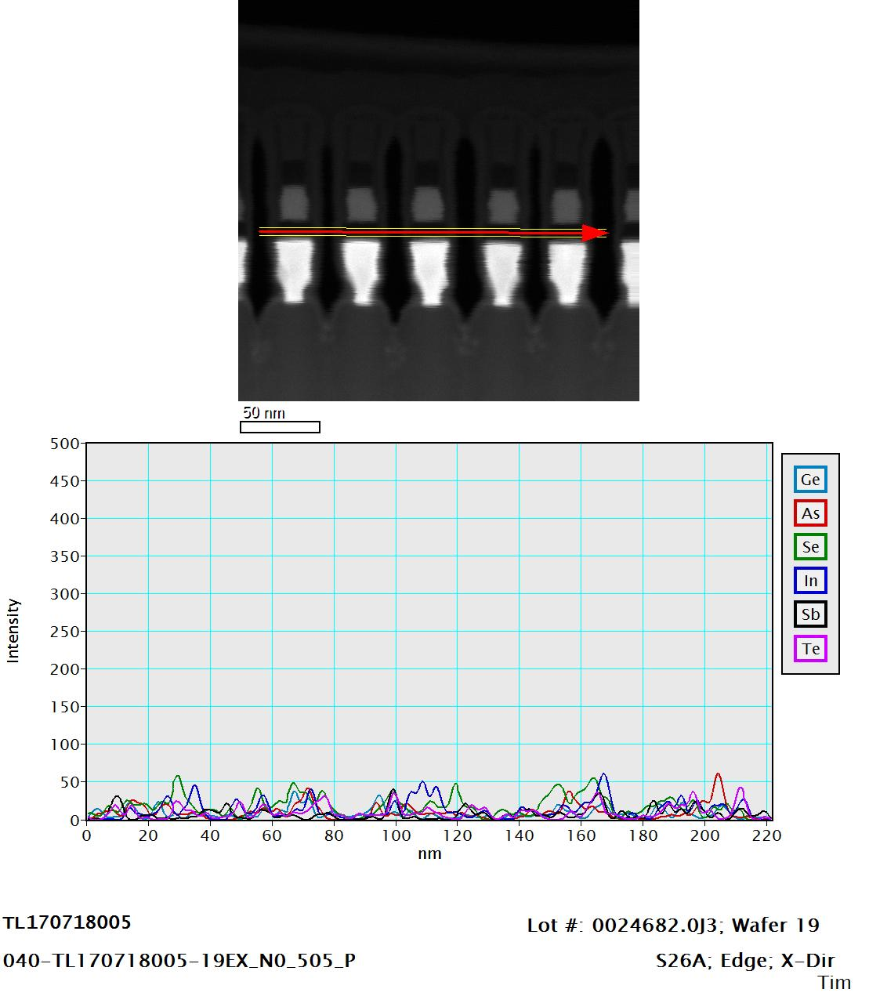 50 nm
500
450
400
350
300
250
200
150
100
50
0
Intensity
0 20 40 60 80 100 120 140 160 180 200 220
nm
Ge
As
Se
In
Sb
Te
TL170718005
Lot #: 0024682.0J3; Wafer 19
040-TL170718005-19EX_N0_505_P
S26A; Edge; X-Dir
Tim